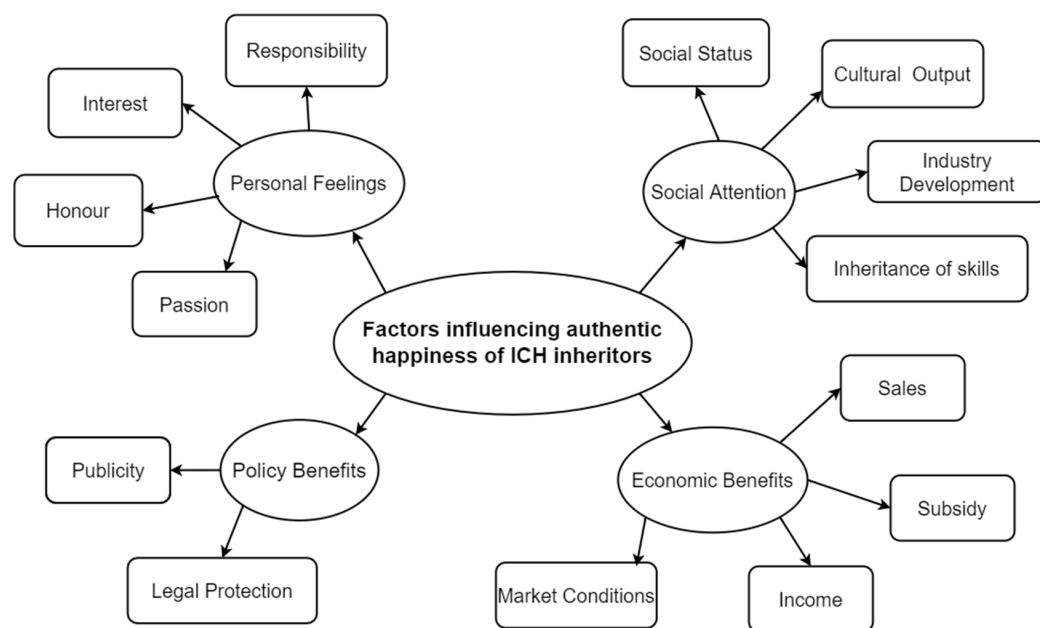 Responsibility
Interest
Personal Feelings
Honour
Passion
Social Status
Cultural Output
Social Attention
Industry
Development
Inheritance of skills
Factors influencing authentic
happiness of ICH inheritors
Publicity
Policy Benefits
Legal Protection
Sales
Economic Benefits
Subsidy
Market Conditions
Income